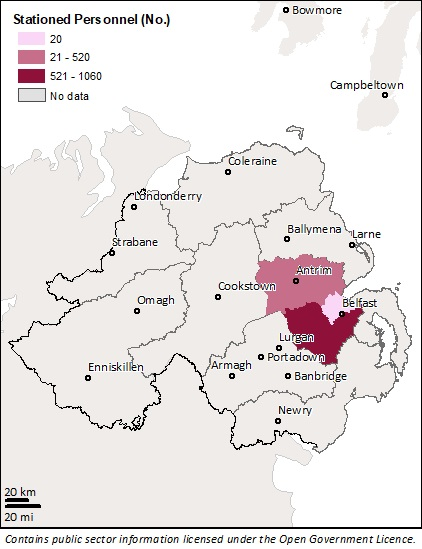 Stationed Personnel (No.)
20
21 - 520
521 - 1060
No data
Bowmore
Campbeltown
Coleraine
Londonderry
Ballymena
Larne
Strabane
Antrim
Cookstown
Omagh
Belfast
Lurgan
Portadown
Enniskillen
Armagh
Banbridge
Newry
20 km
20 mi
Contains public sector information licensed under the Open Government Licence.